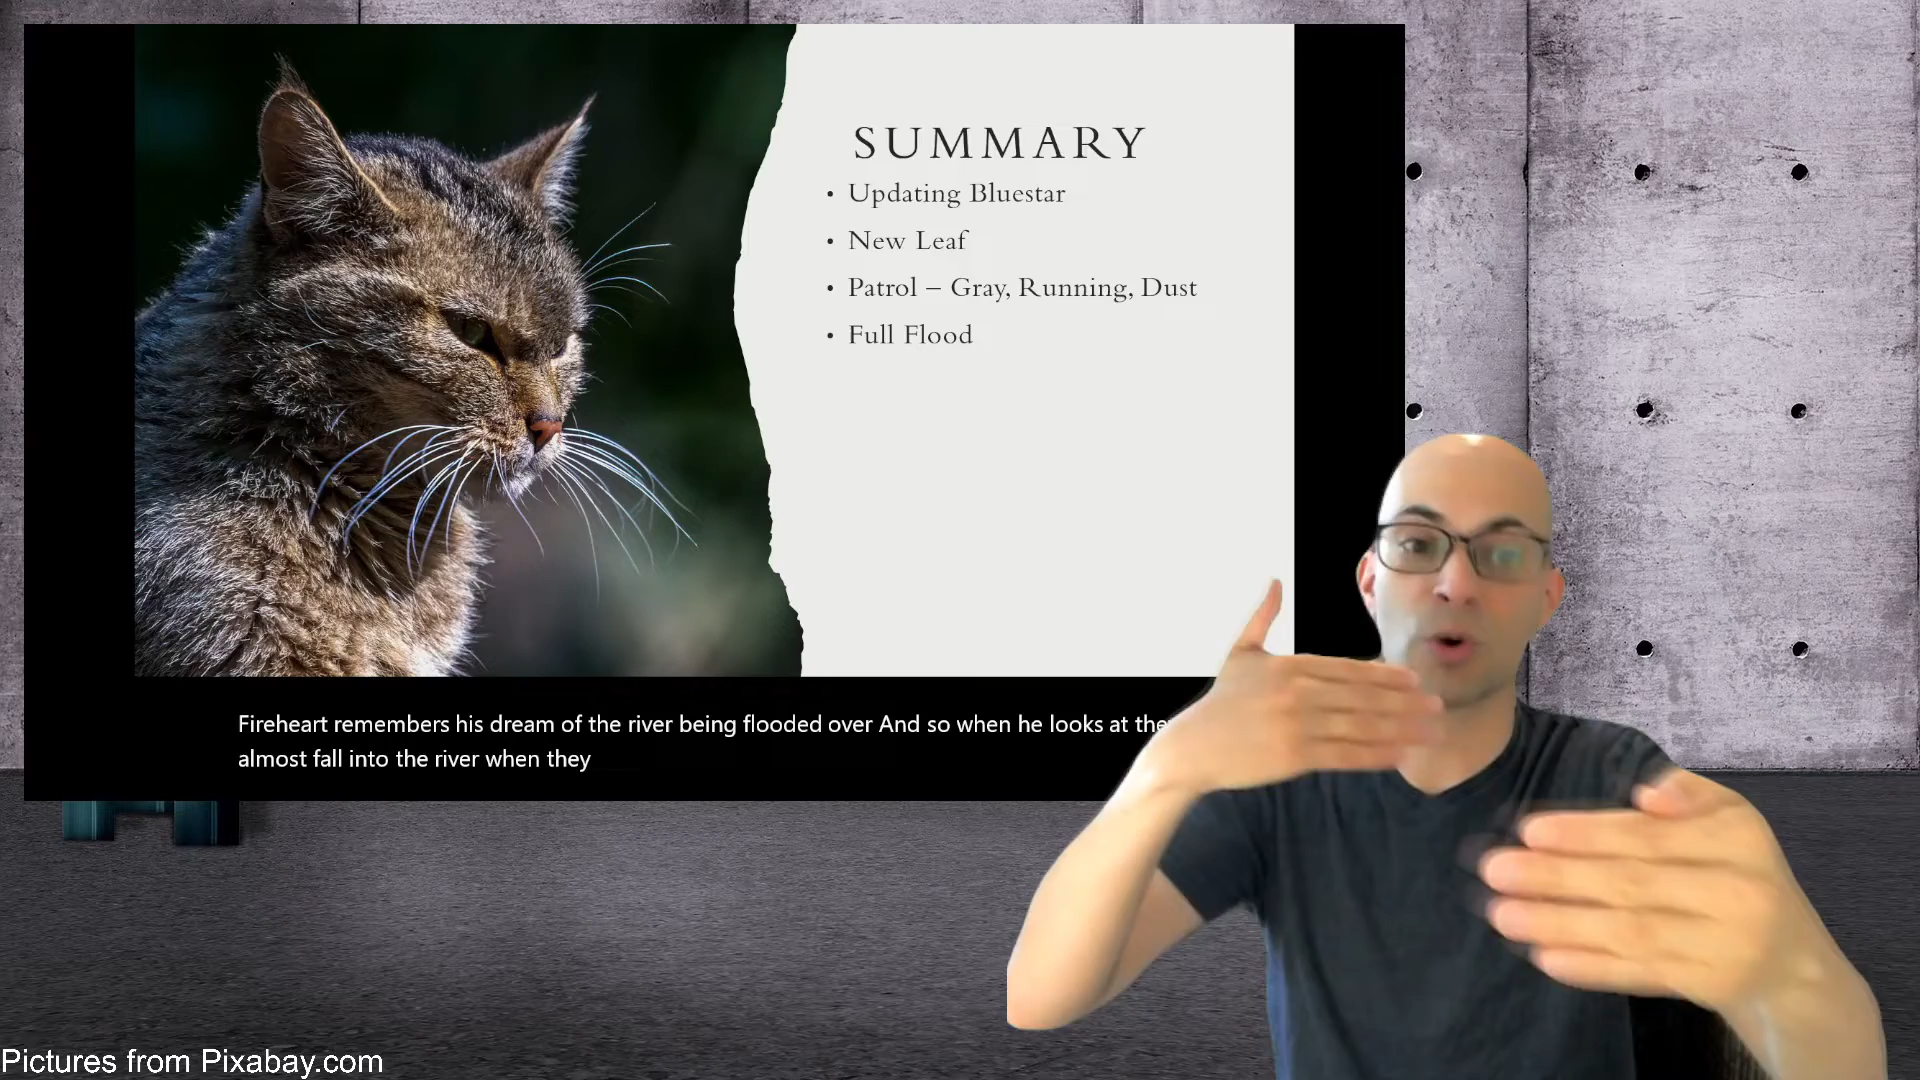 SUMMARY
• Updating Bluestar
• New Leaf
• Patrol – Gray, Running, Dust
• Full Flood
Fireheart remembers his dream of the river being flooded over And so when he looks at
almost fall into the river when they
Pictures from Pixabay.com